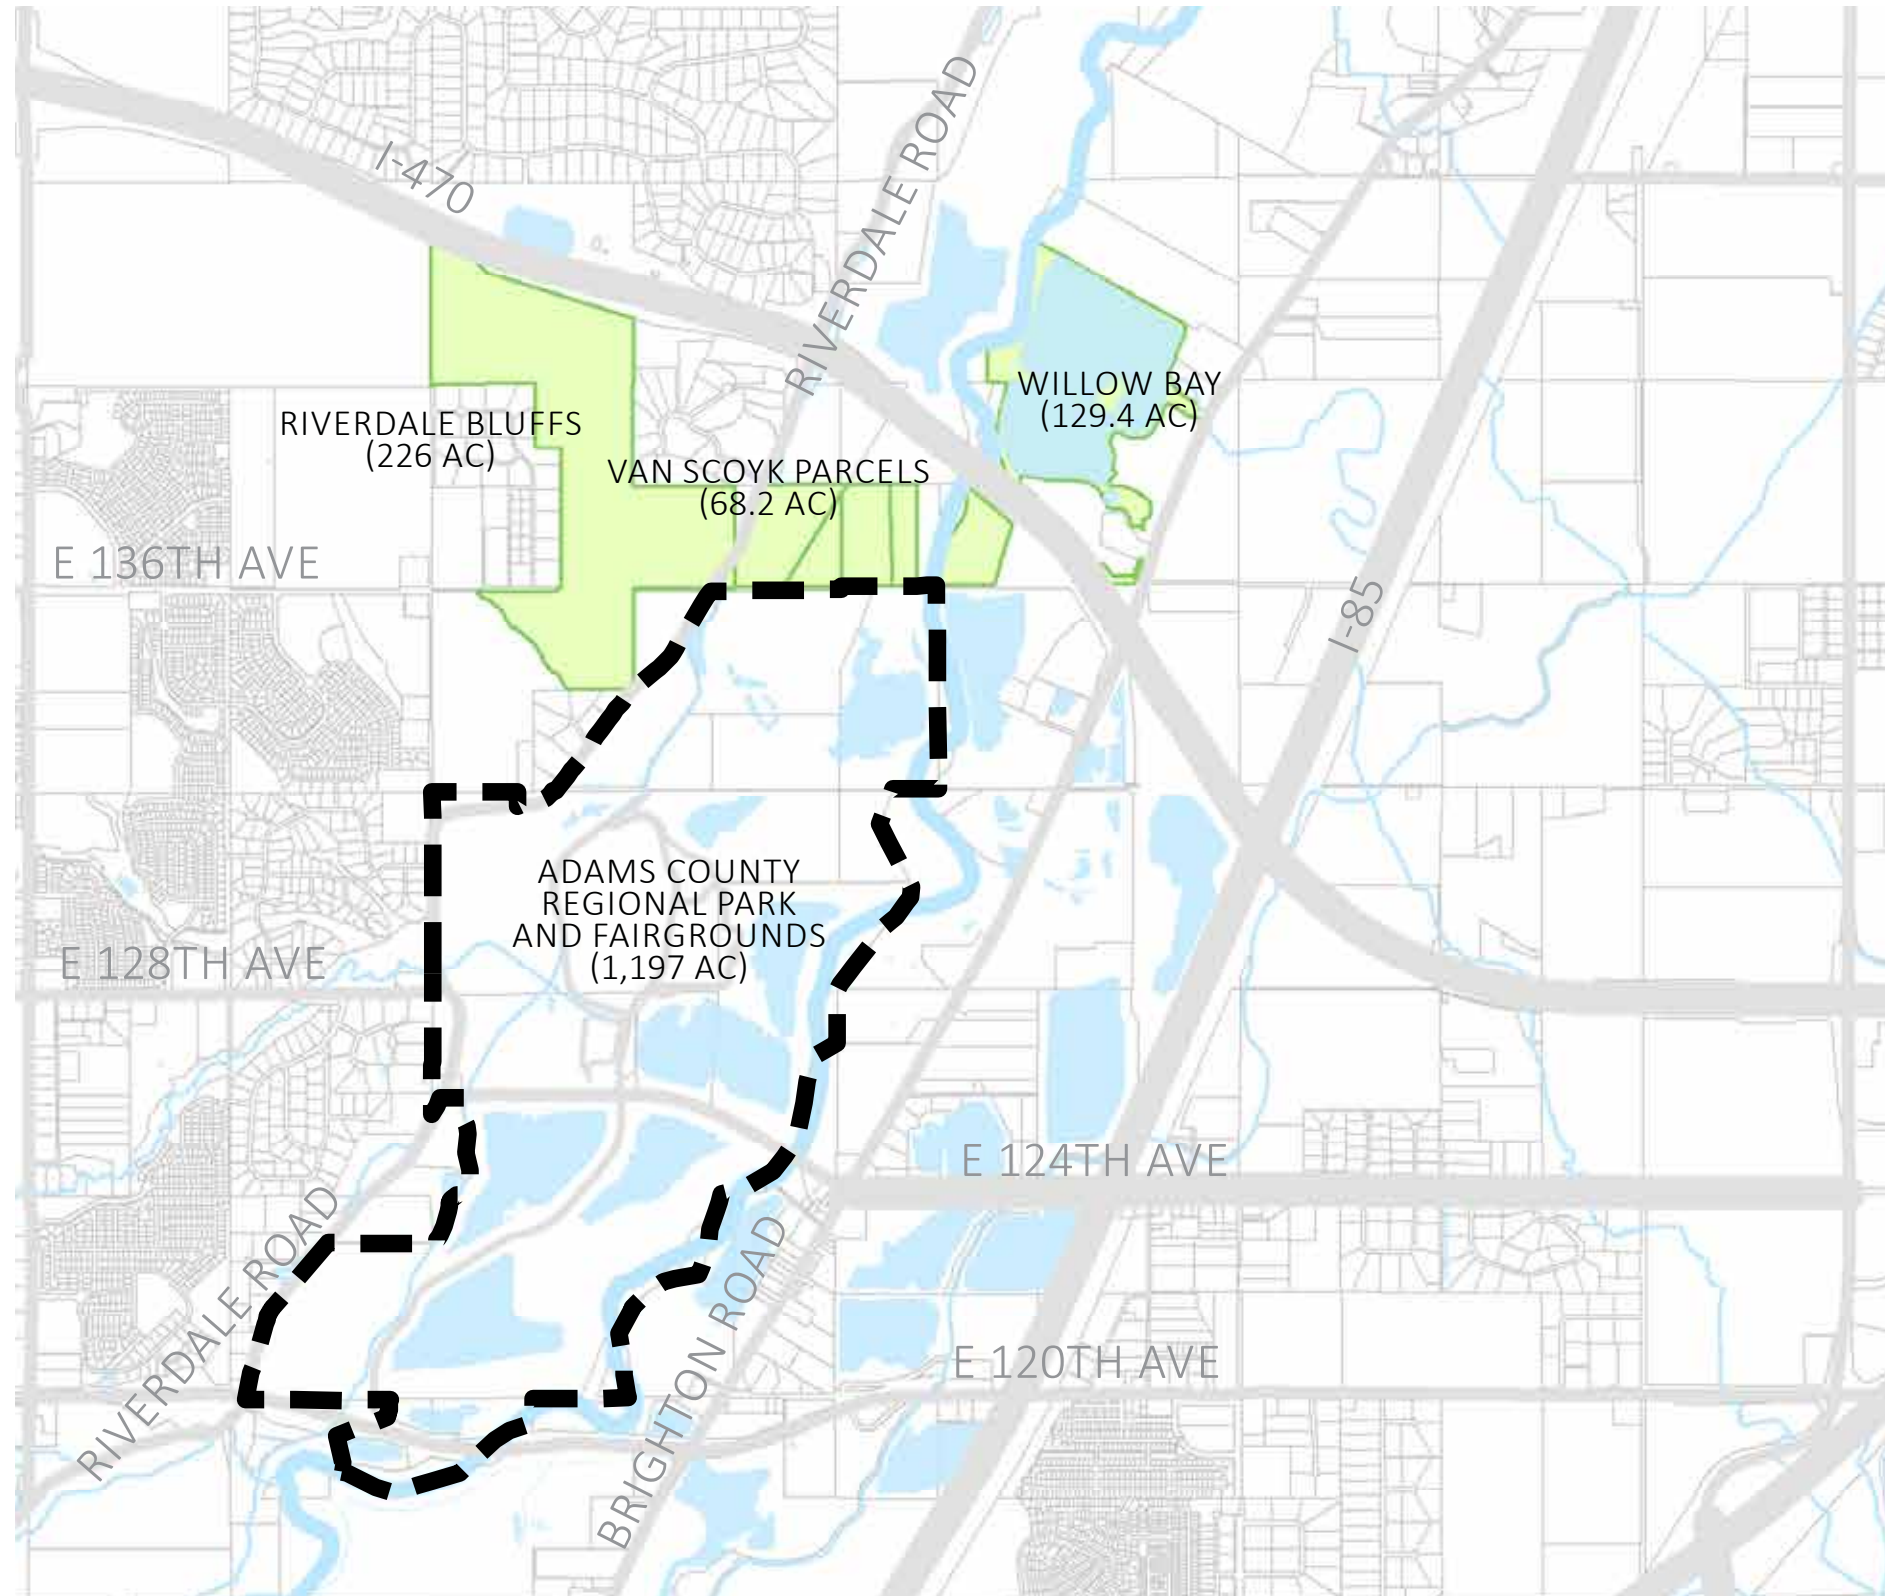 RIVERDALE ROAD
I-470
WILLOW BAY
(129.4 AC)
RIVERDALE BLUFFS
(226 AC)
VAN SCOYK PARCELS
(68.2 AC)
E 136TH AVE
I-85
ADAMS COUNTY
REGIONAL PARK
AND FAIRGROUNDS
(1,197 AC)
E 128TH AVE
E 124TH AVE
RIVERDALE ROAD
BRIGHTON ROAD
E 120TH AVE